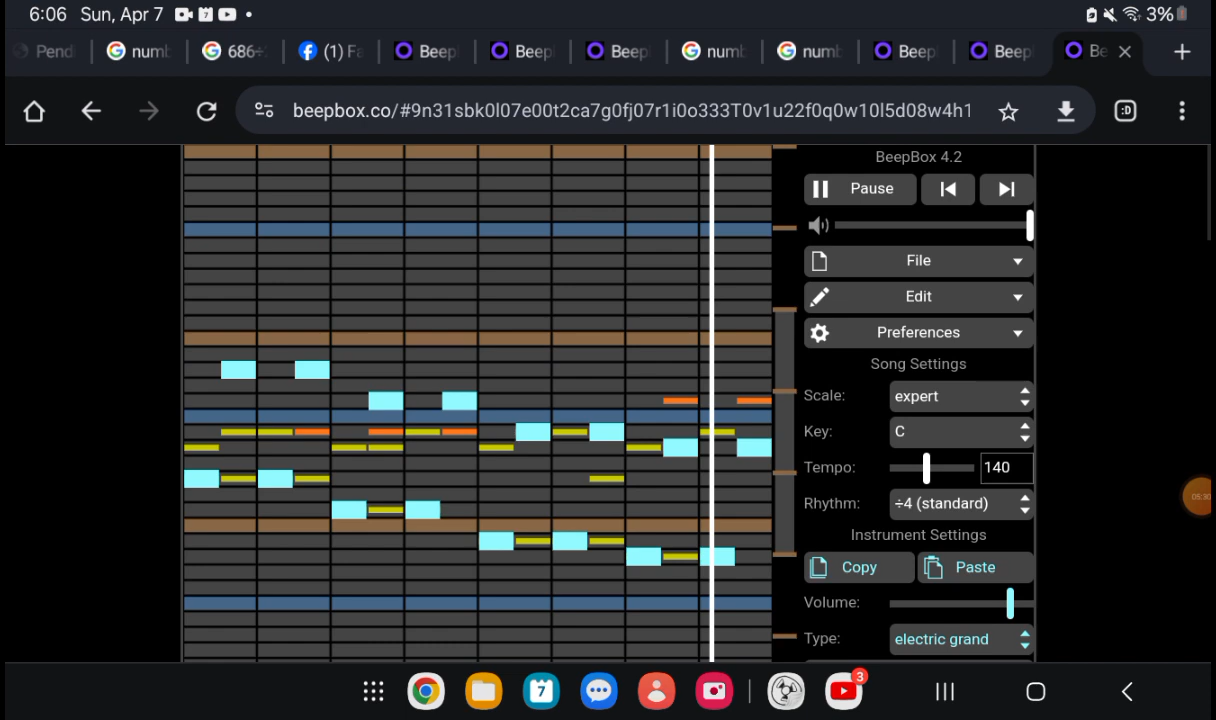 6:06 Sun, Apr 7 3%
Pend numb 686÷ (1) Fa Beep Beep Beep numb numb Beep Beep Be
beepbox.co/#9n31sbk0l07e00t2ca7g0fj07r1i0o333T0v1u22f0q0w10l5d08w4h1
BeepBox 4.2
Pause
File
Edit
Preferences
Song Settings
Scale: expert
Key: C
Tempo: 140
Rhythm: ÷4 (standard)
Instrument Settings
Copy Paste
Volume:
Type: electric grand
7 3